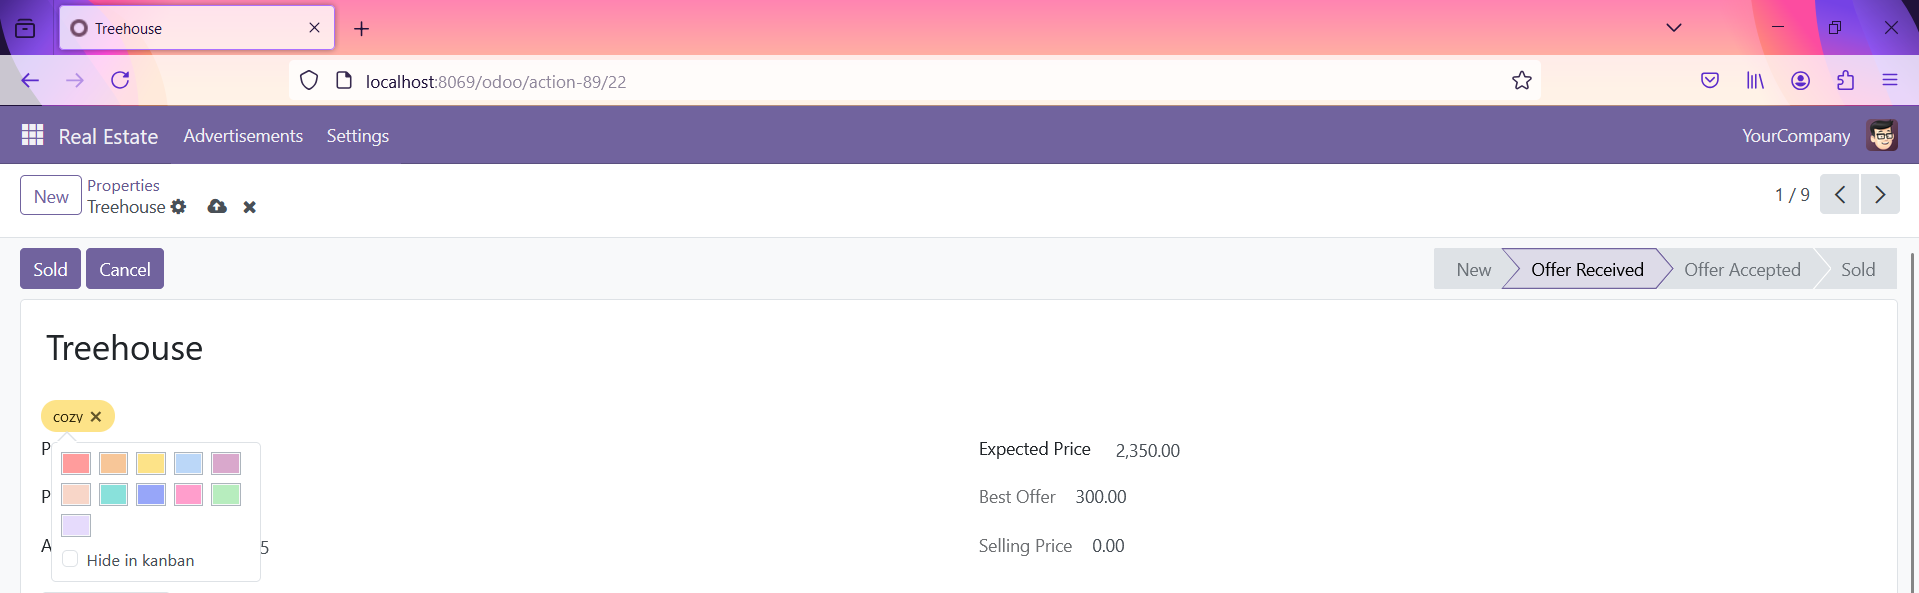 Treehouse
localhost:8069/odoo/action-89/22
Real Estate Advertisements Settings YourCompany
New Properties
Treehouse
1 / 9
Sold Cancel New Offer Received Offer Accepted Sold
Treehouse
cozy
P Expected Price 2,350.00
P Best Offer 300.00
A 5 Selling Price 0.00
Hide in kanban